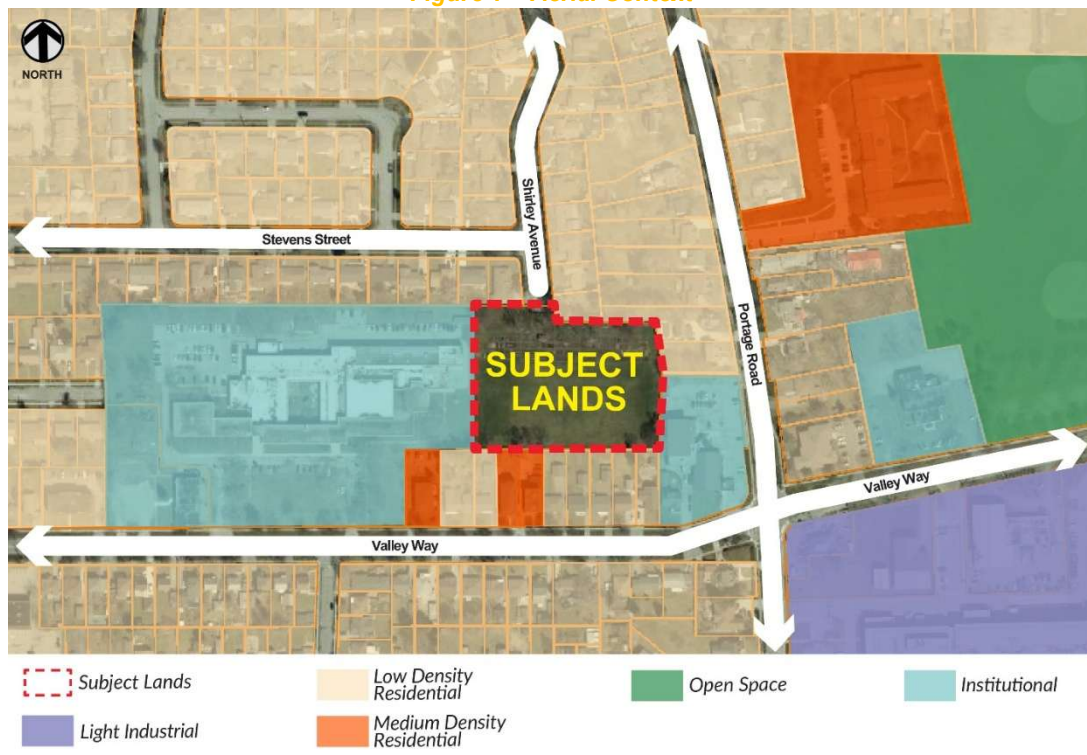 NORTH
Shirley Avenue
Stevens Street
Portage Road
SUBJECT
LANDS
Valley Way
Valley Way
Subject Lands
Low Density
Residential
Open Space
Institutional
Light Industrial
Medium Density
Residential